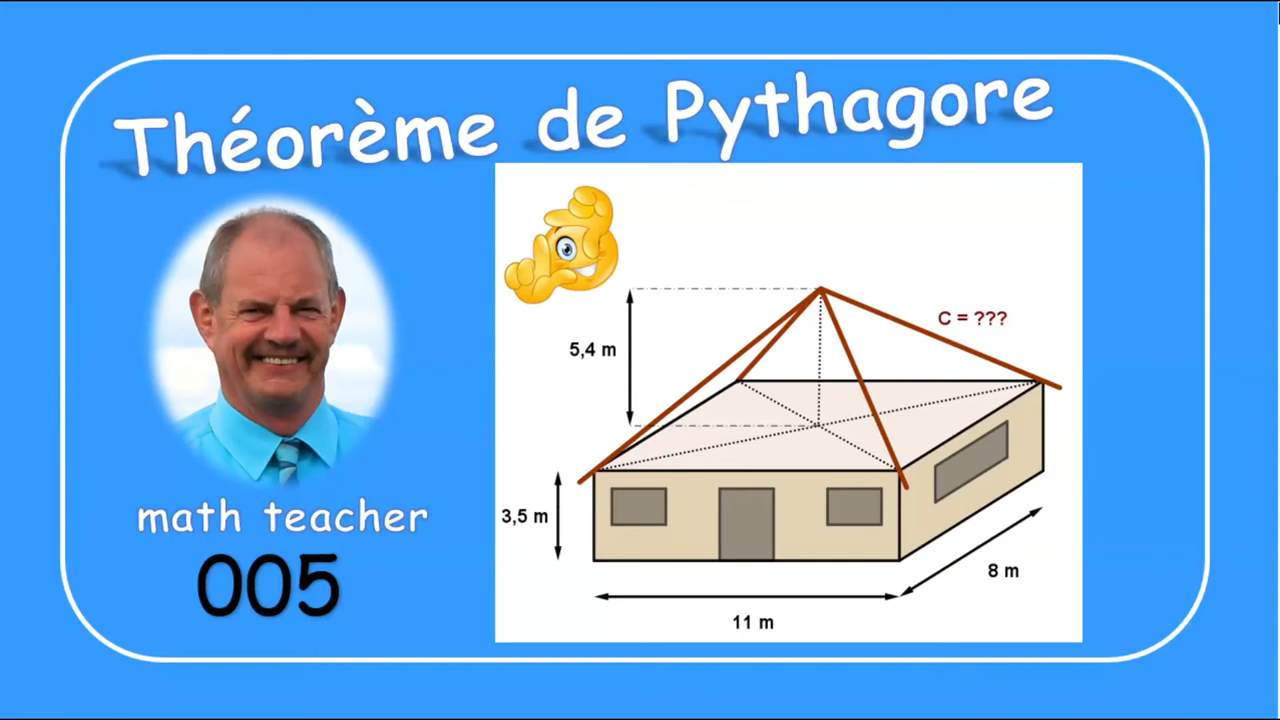 Théorème de Pythagore
C = ???
5,4 m
3,5 m
8 m
11 m
math teacher
005